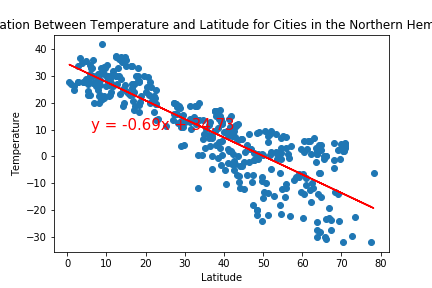 ation Between Temperature and Latitude for Cities in the Northern Hem
40
30
20
10
0
−10
−20
−30
Temperature
y = -0.69x +
0 10 20 30 40 50 60 70 80
Latitude